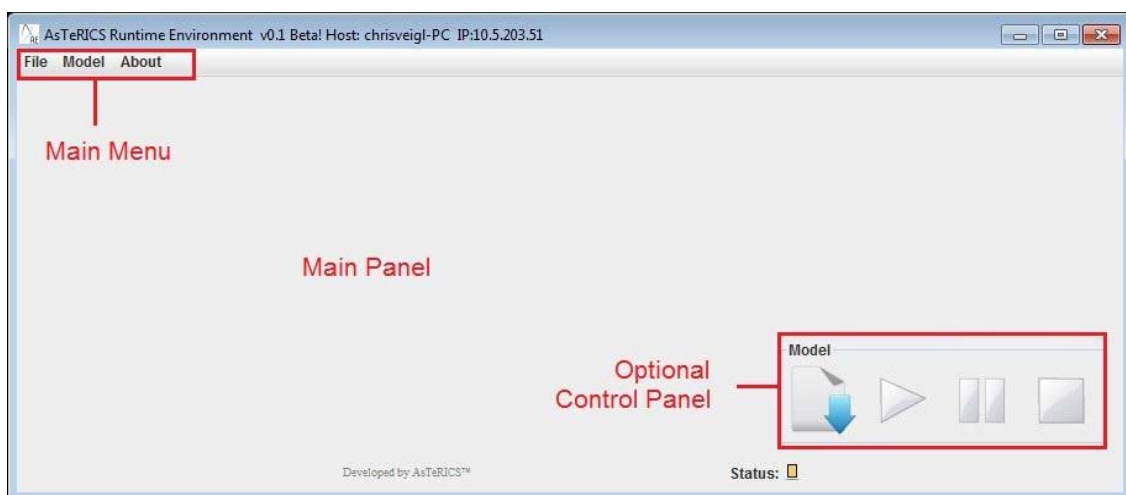 AsTeRICS Runtime Environment v0.1 Beta! Host: chrisveigl-PC IP:10.5.203.51
File Model About
Main Menu
Main Panel
Model
Optional
Control Panel
Developed by AsTeRICS™
Status: